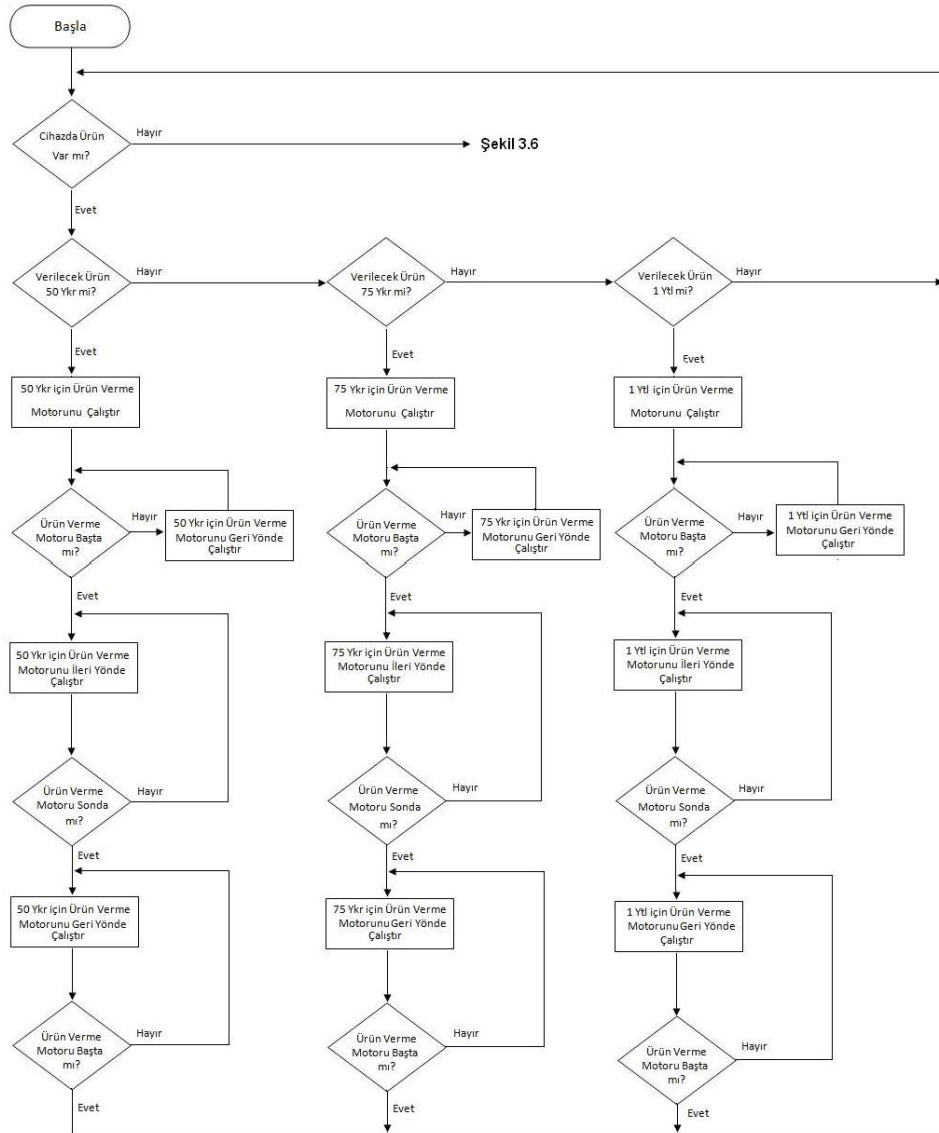 Başla
Cihazda Ürün
Var mı?
Hayır
Şekil 3.6
Evet
Verilecek Ürün
50 Ykr mi?
Hayır
Verilecek Ürün
75 Ykr mi?
Hayır
Verilecek Ürün
1 Ytl mi?
Hayır
Evet
Evet
Evet
50 Ykr için Ürün Verme
Motorunu Çalıştır
75 Ykr için Ürün Verme
Motorunu Çalıştır
1 Ytl için Ürün Verme
Motorunu Çalıştır
Ürün Verme
Motoru Başta
mı?
Hayır
50 Ykr için Ürün Verme
Motorunu Geri Yönde
Çalıştır
Ürün Verme
Motoru Başta
mı?
Hayır
75 Ykr için Ürün Verme
Motorunu Geri Yönde
Çalıştır
Ürün Verme
Motoru Başta
mı?
Hayır
1 Ytl için Ürün Verme
Motorunu Geri Yönde
Çalıştır
Evet
Evet
Evet
50 Ykr için Ürün Verme
Motorunu İleri Yönde
Çalıştır
75 Ykr için Ürün Verme
Motorunu İleri Yönde
Çalıştır
1 Ytl için Ürün Verme
Motorunu İleri Yönde
Çalıştır
Ürün Verme
Motoru Sonda
mı?
Hayır
Ürün Verme
Motoru Sonda
mı?
Hayır
Ürün Verme
Motoru Sonda
mı?
Hayır
Evet
Evet
Evet
50 Ykr için Ürün Verme
Motorunu Geri Yönde
Çalıştır
75 Ykr için Ürün Verme
Motorunu Geri Yönde
Çalıştır
1 Ytl için Ürün Verme
Motorunu Geri Yönde
Çalıştır
Ürün Verme
Motoru Başta
mı?
Hayır
Ürün Verme
Motoru Başta
mı?
Hayır
Ürün Verme
Motoru Başta
mı?
Hayır
Evet
Evet
Evet